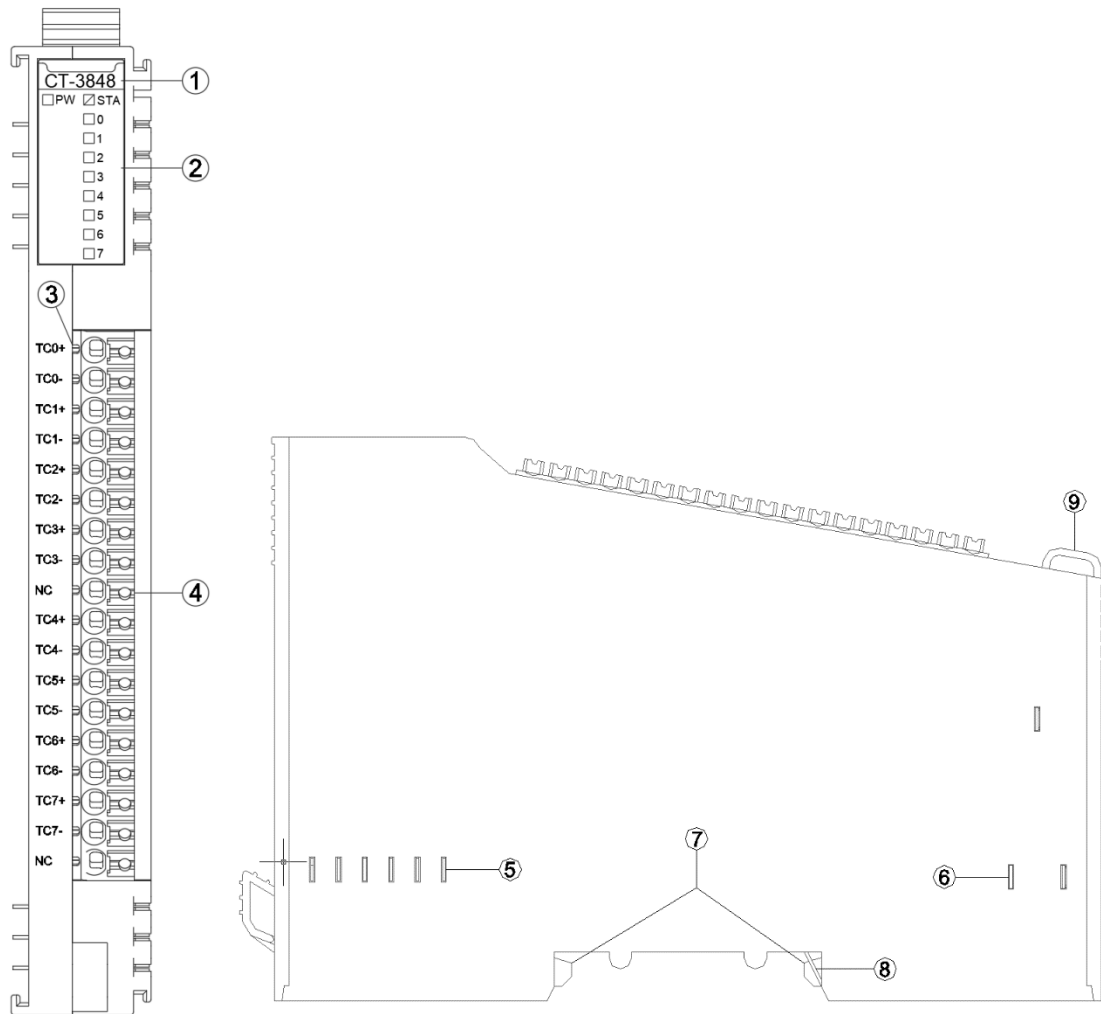 CT-3848
①
PW STA
0
1
2
②
3
4
5
6
7
③
TC0+
TC0-
TC1+
TC1-
TC2+
TC2-
TC3+
TC3-
NC
④
TC4+
TC4-
TC5+
TC5-
TC6+
TC6-
TC7+
TC7-
NC
⑨
⑦
⑤
⑥
⑧